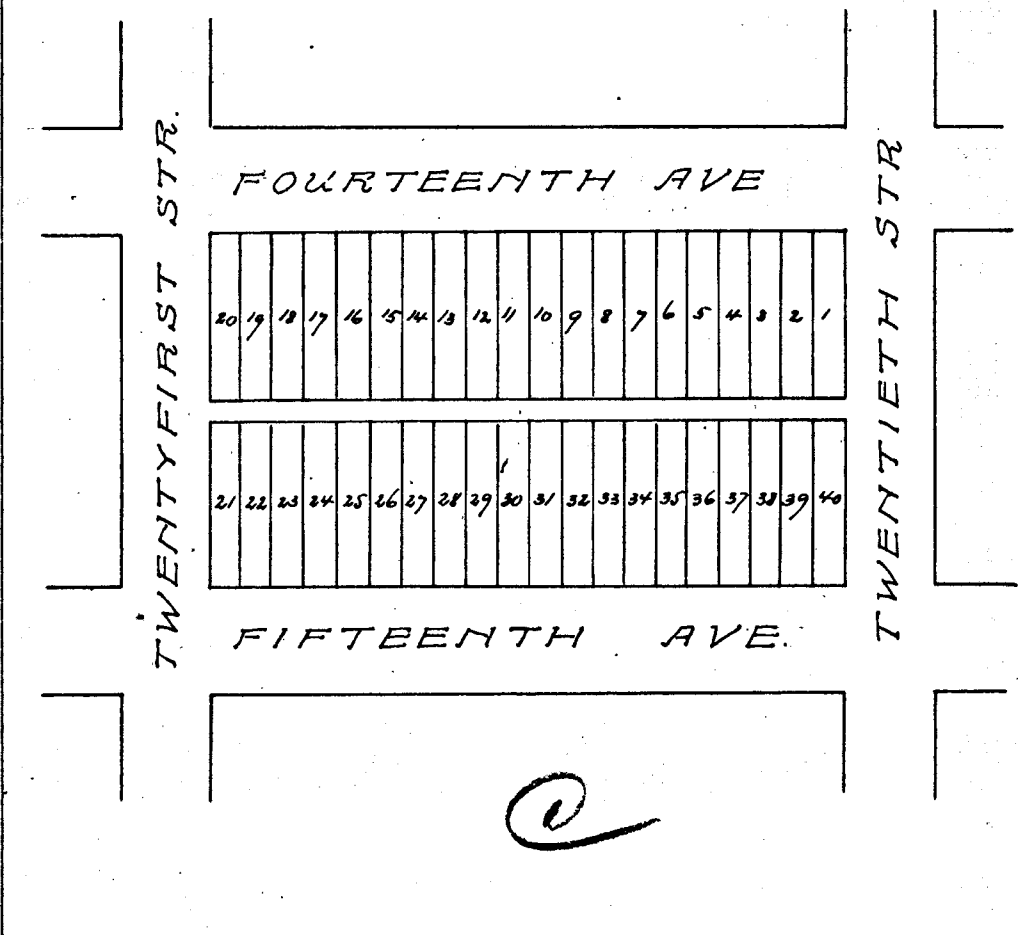 FOURTEENTH AVE
TWENTYFIRST STR.
TWENTIETH STR
20 19 18 17 16 15 14 13 12 11 10 9 8 7 6 5 4 3 2 1
21 22 23 24 25 26 27 28 29 30 31 32 33 34 35 36 37 38 39 40
FIFTEENTH AVE.